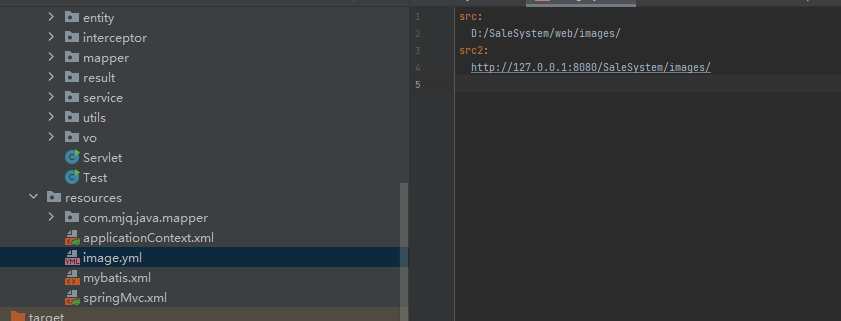 entity
interceptor
mapper
result
service
utils
vo
Servlet
Test
resources
com.mjq.java.mapper
applicationContext.xml
image.yml
mybatis.xml
springMvc.xml
target
1 src:
2 D:/SaleSystem/web/images/
3 src2:
4 http://127.0.0.1:8080/SaleSystem/images/
5